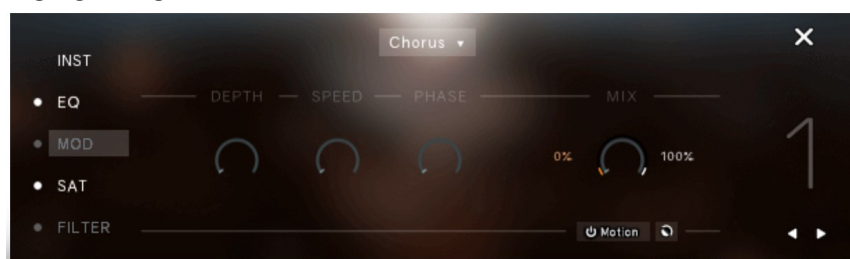 Chorus
INST
EQ
DEPTH SPEED PHASE MIX
MOD
0% 100%
1
SAT
FILTER
Motion